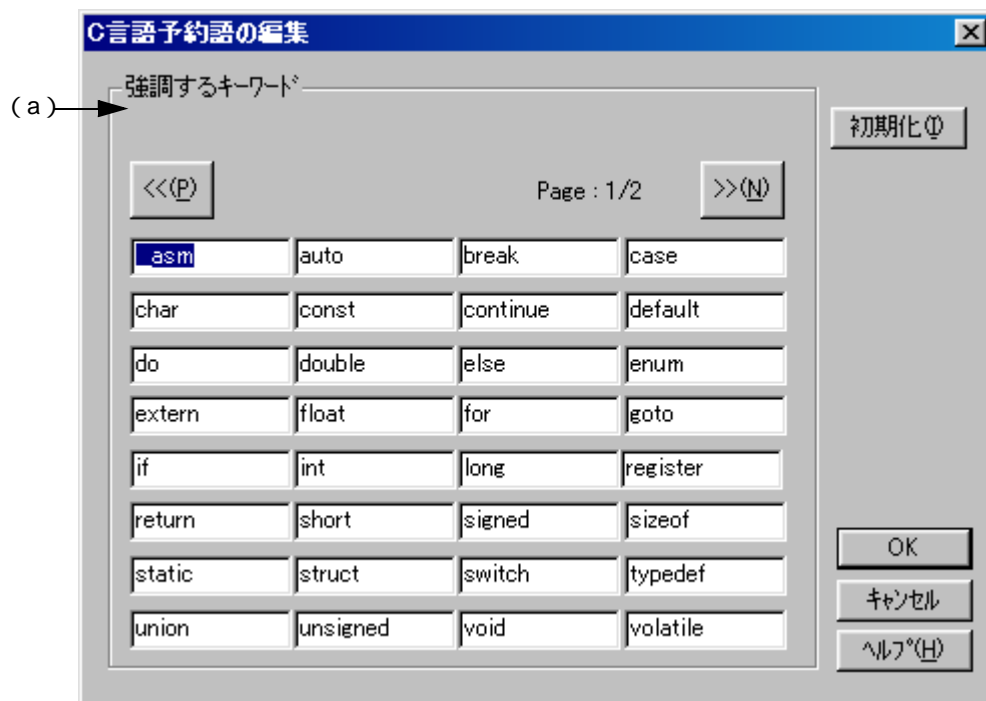 C言語予約語の編集
強調するキーワード
(a)
初期化(I)
<<(P) Page : 1/2 >>(N)
_asm auto break case
char const continue default
do double else enum
extern float for goto
if int long register
return short signed sizeof
static struct switch typedef
union unsigned void volatile
OK
キャンセル
ヘルプ(H)